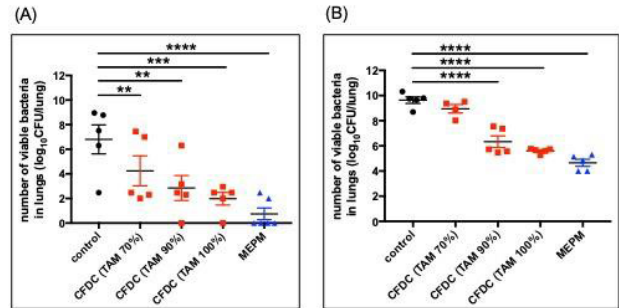 (A)
****
***
**
**
number of viable bacteria
in lungs (log10CFU/lung)
12
10
8
6
4
2
0
control
CFDC (TAM 70%)
CFDC (TAM 90%)
CFDC (TAM 100%)
MEPM
(B)
****
****
****
number of viable bacteria
in lungs (log10CFU/lung)
12
10
8
6
4
2
0
control
CFDC (TAM 70%)
CFDC (TAM 90%)
CFDC (TAM 100%)
MEPM